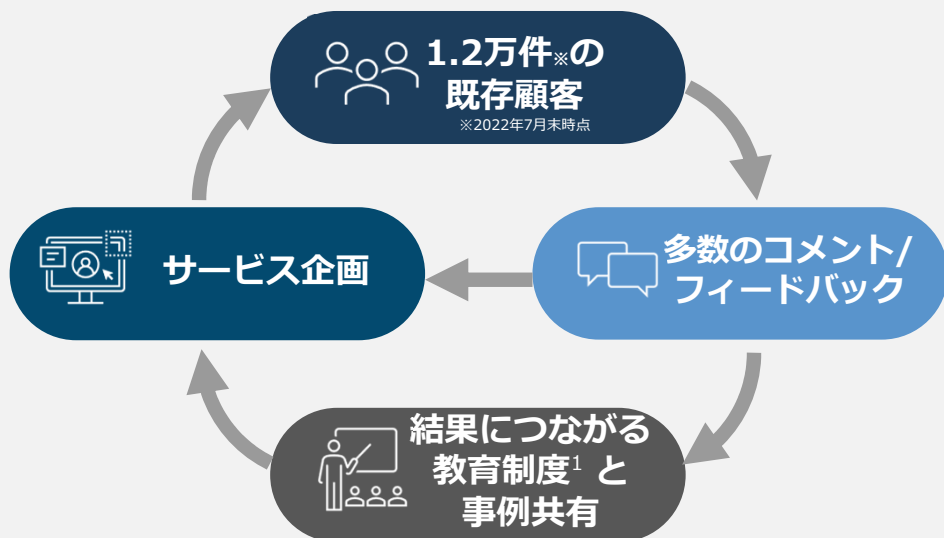 1.2万件※の
既存顧客
※2022年7月末時点
サービス企画
多数のコメント/
フィードバック
結果につながる
教育制度1 と
事例共有